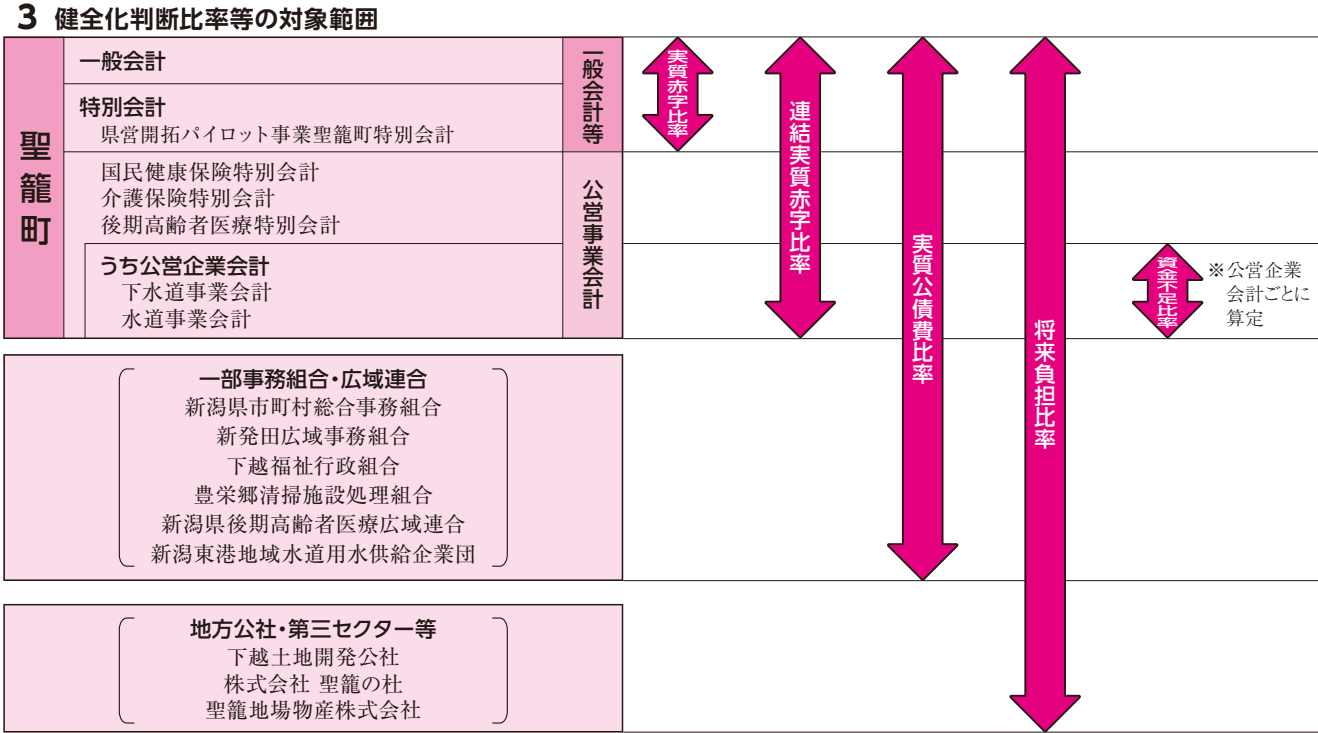 3 健全化判断比率等の対象範囲
聖籠町
一般会計
特別会計
県営開拓パイロット事業聖籠町特別会計
一般会計等
国民健康保険特別会計
介護保険特別会計
後期高齢者医療特別会計
うち公営企業会計
下水道事業会計
水道事業会計
公営事業会計
一部事務組合・広域連合
新潟県市町村総合事務組合
新発田広域事務組合
下越福祉行政組合
豊栄郷清掃施設処理組合
新潟県後期高齢者医療広域連合
新潟東港地域水道用水供給企業団
地方公社・第三セクター等
下越土地開発公社
株式会社 聖籠の杜
聖籠地場物産株式会社
実質赤字比率
連結実質赤字比率
実質公債費比率
将来負担比率
資金不足比率
※公営企業
会計ごとに
算定